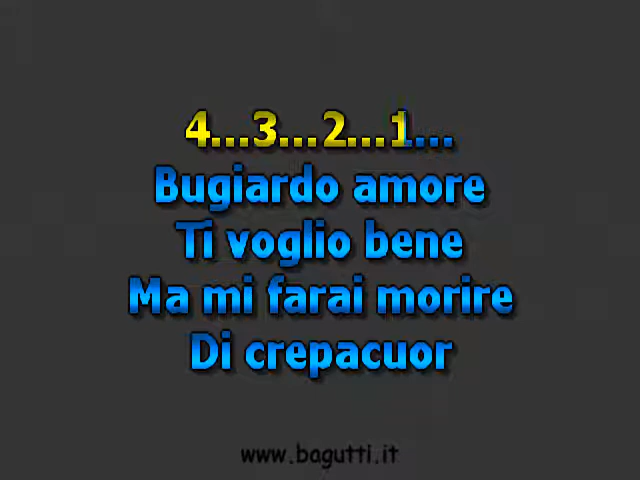 4...3...2...1...
Bugiardo amore
Ti voglio bene
Ma mi farai morire
Di crepacuor
www.bagutti.it